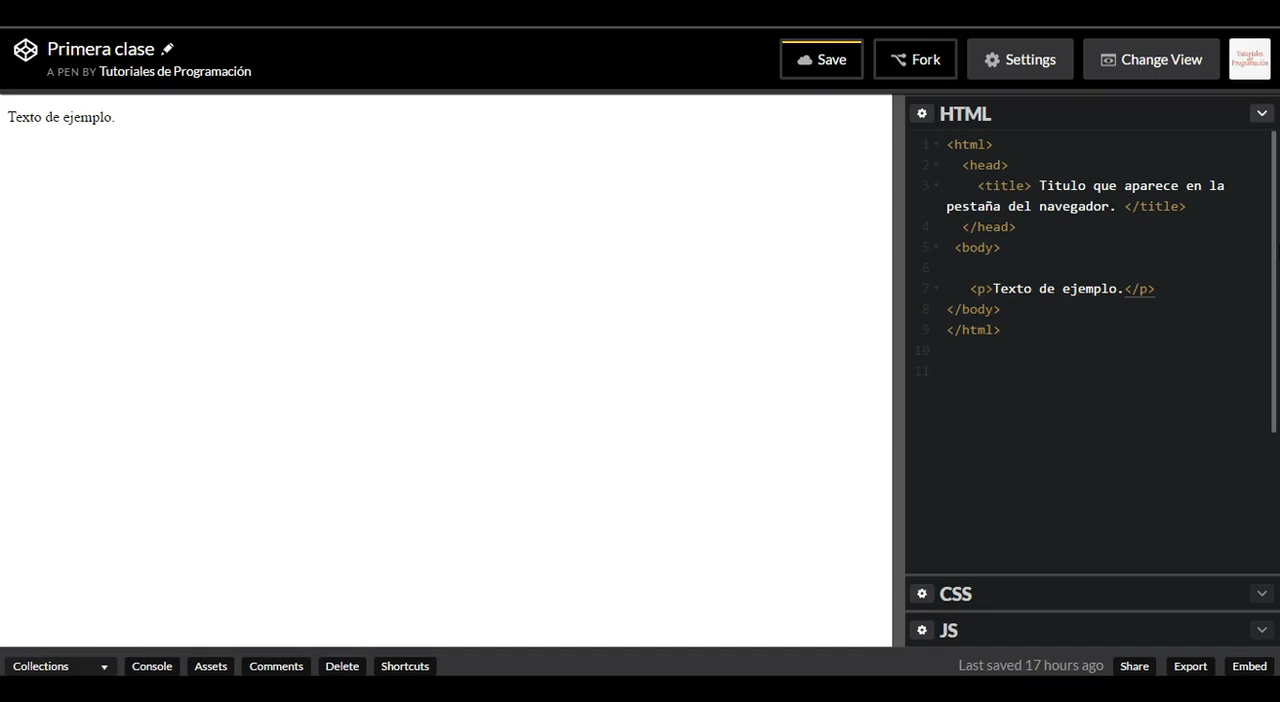 Primera clase
A PEN BY Tutoriales de Programación
Save
Fork
Settings
Change View
Tutoriales
de
Programación
Texto de ejemplo.
HTML
1 <html>
2 <head>
3 <title> Titulo que aparece en la
pestaña del navegador. </title>
4 </head>
5 <body>
6
7 <p>Texto de ejemplo.</p>
8 </body>
9 </html>
10
11
CSS
JS
Collections
Console
Assets
Comments
Delete
Shortcuts
Last saved 17 hours ago
Share
Export
Embed